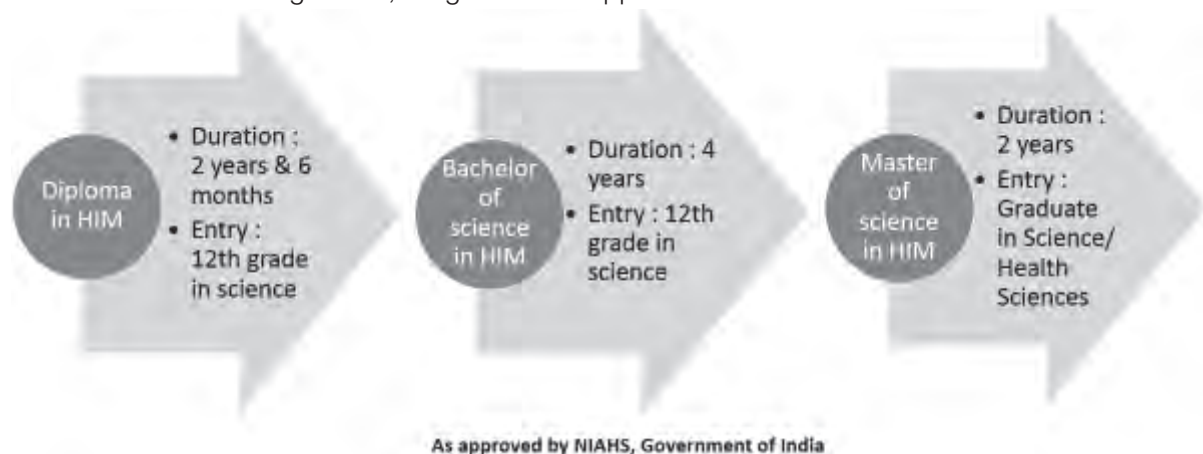 Diploma
in HIM
• Duration :
2 years & 6
months
• Entry :
12th grade
in science
Bachelor
of
science
in HIM
• Duration : 4
years
• Entry : 12th
grade in
science
Master
of
science
in HIM
• Duration :
2 years
• Entry :
Graduate
in Science/
Health
Sciences
As approved by NIAHS, Government of India